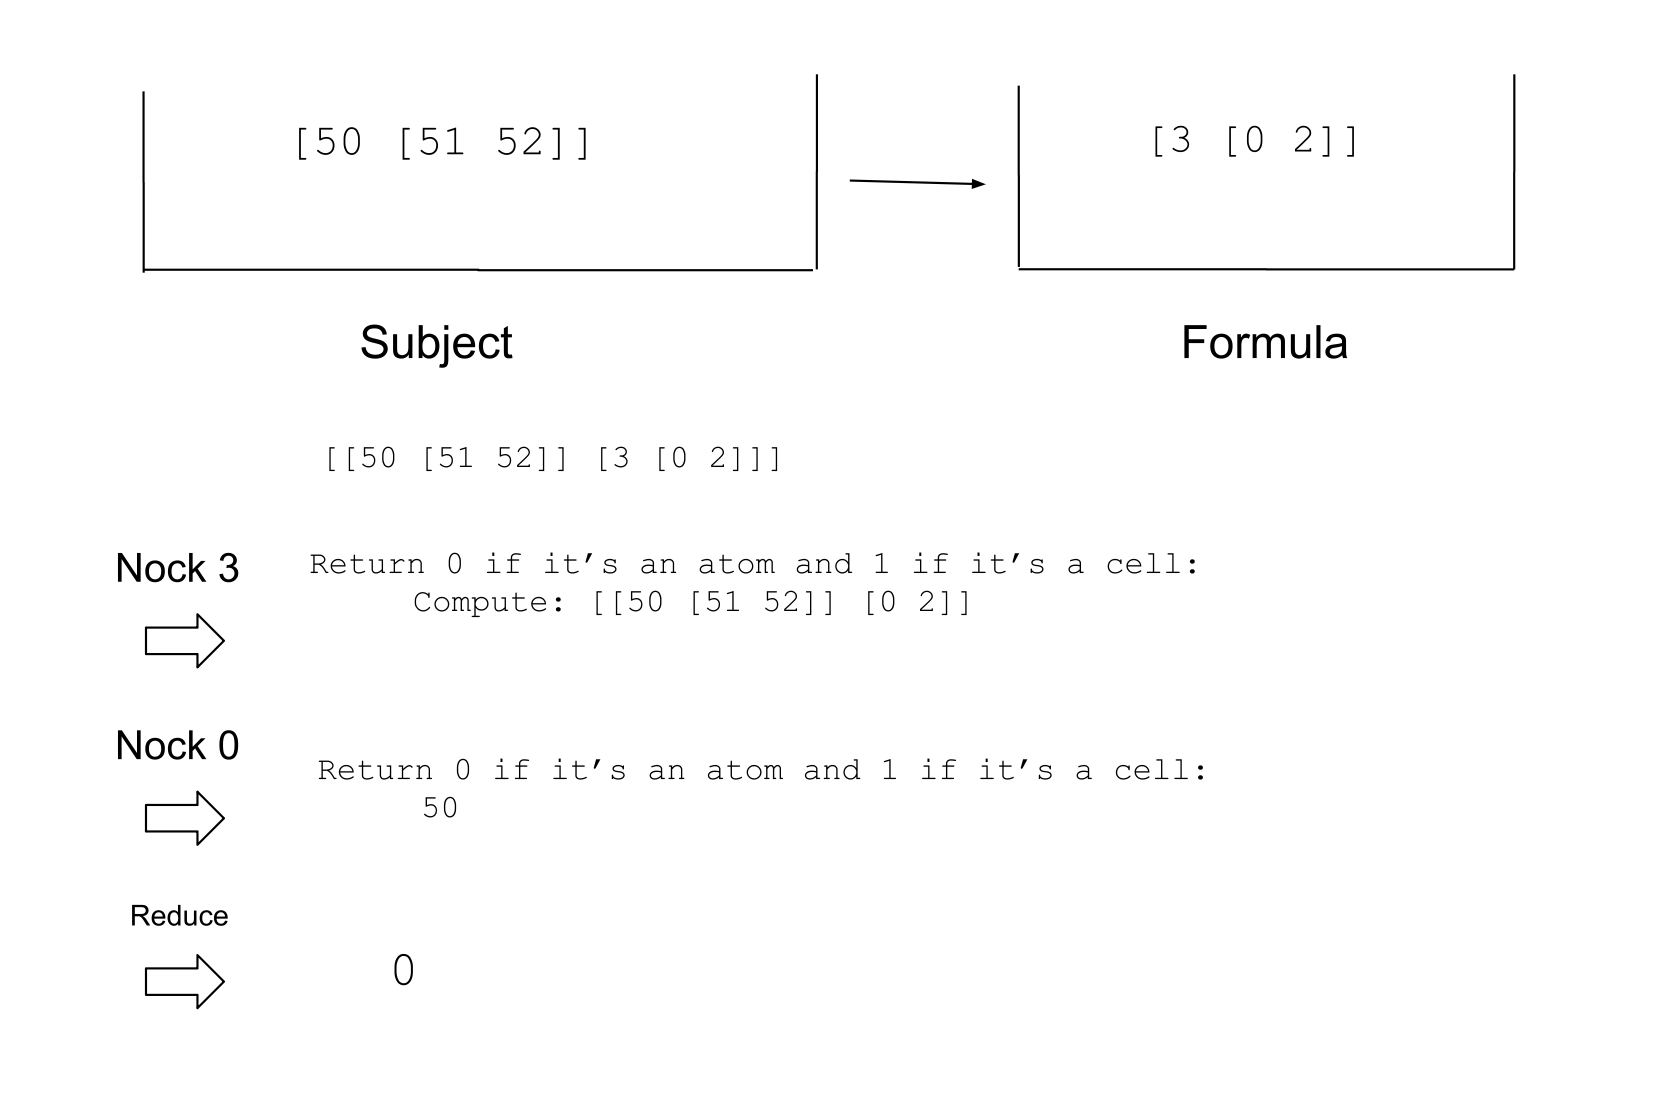 [50 [51 52]]
[3 [0 2]]
Subject
Formula
[[50 [51 52]] [3 [0 2]]]
Nock 3
Return 0 if it’s an atom and 1 if it’s a cell:
Compute: [[50 [51 52]] [0 2]]
Nock 0
Return 0 if it’s an atom and 1 if it’s a cell:
50
Reduce
0